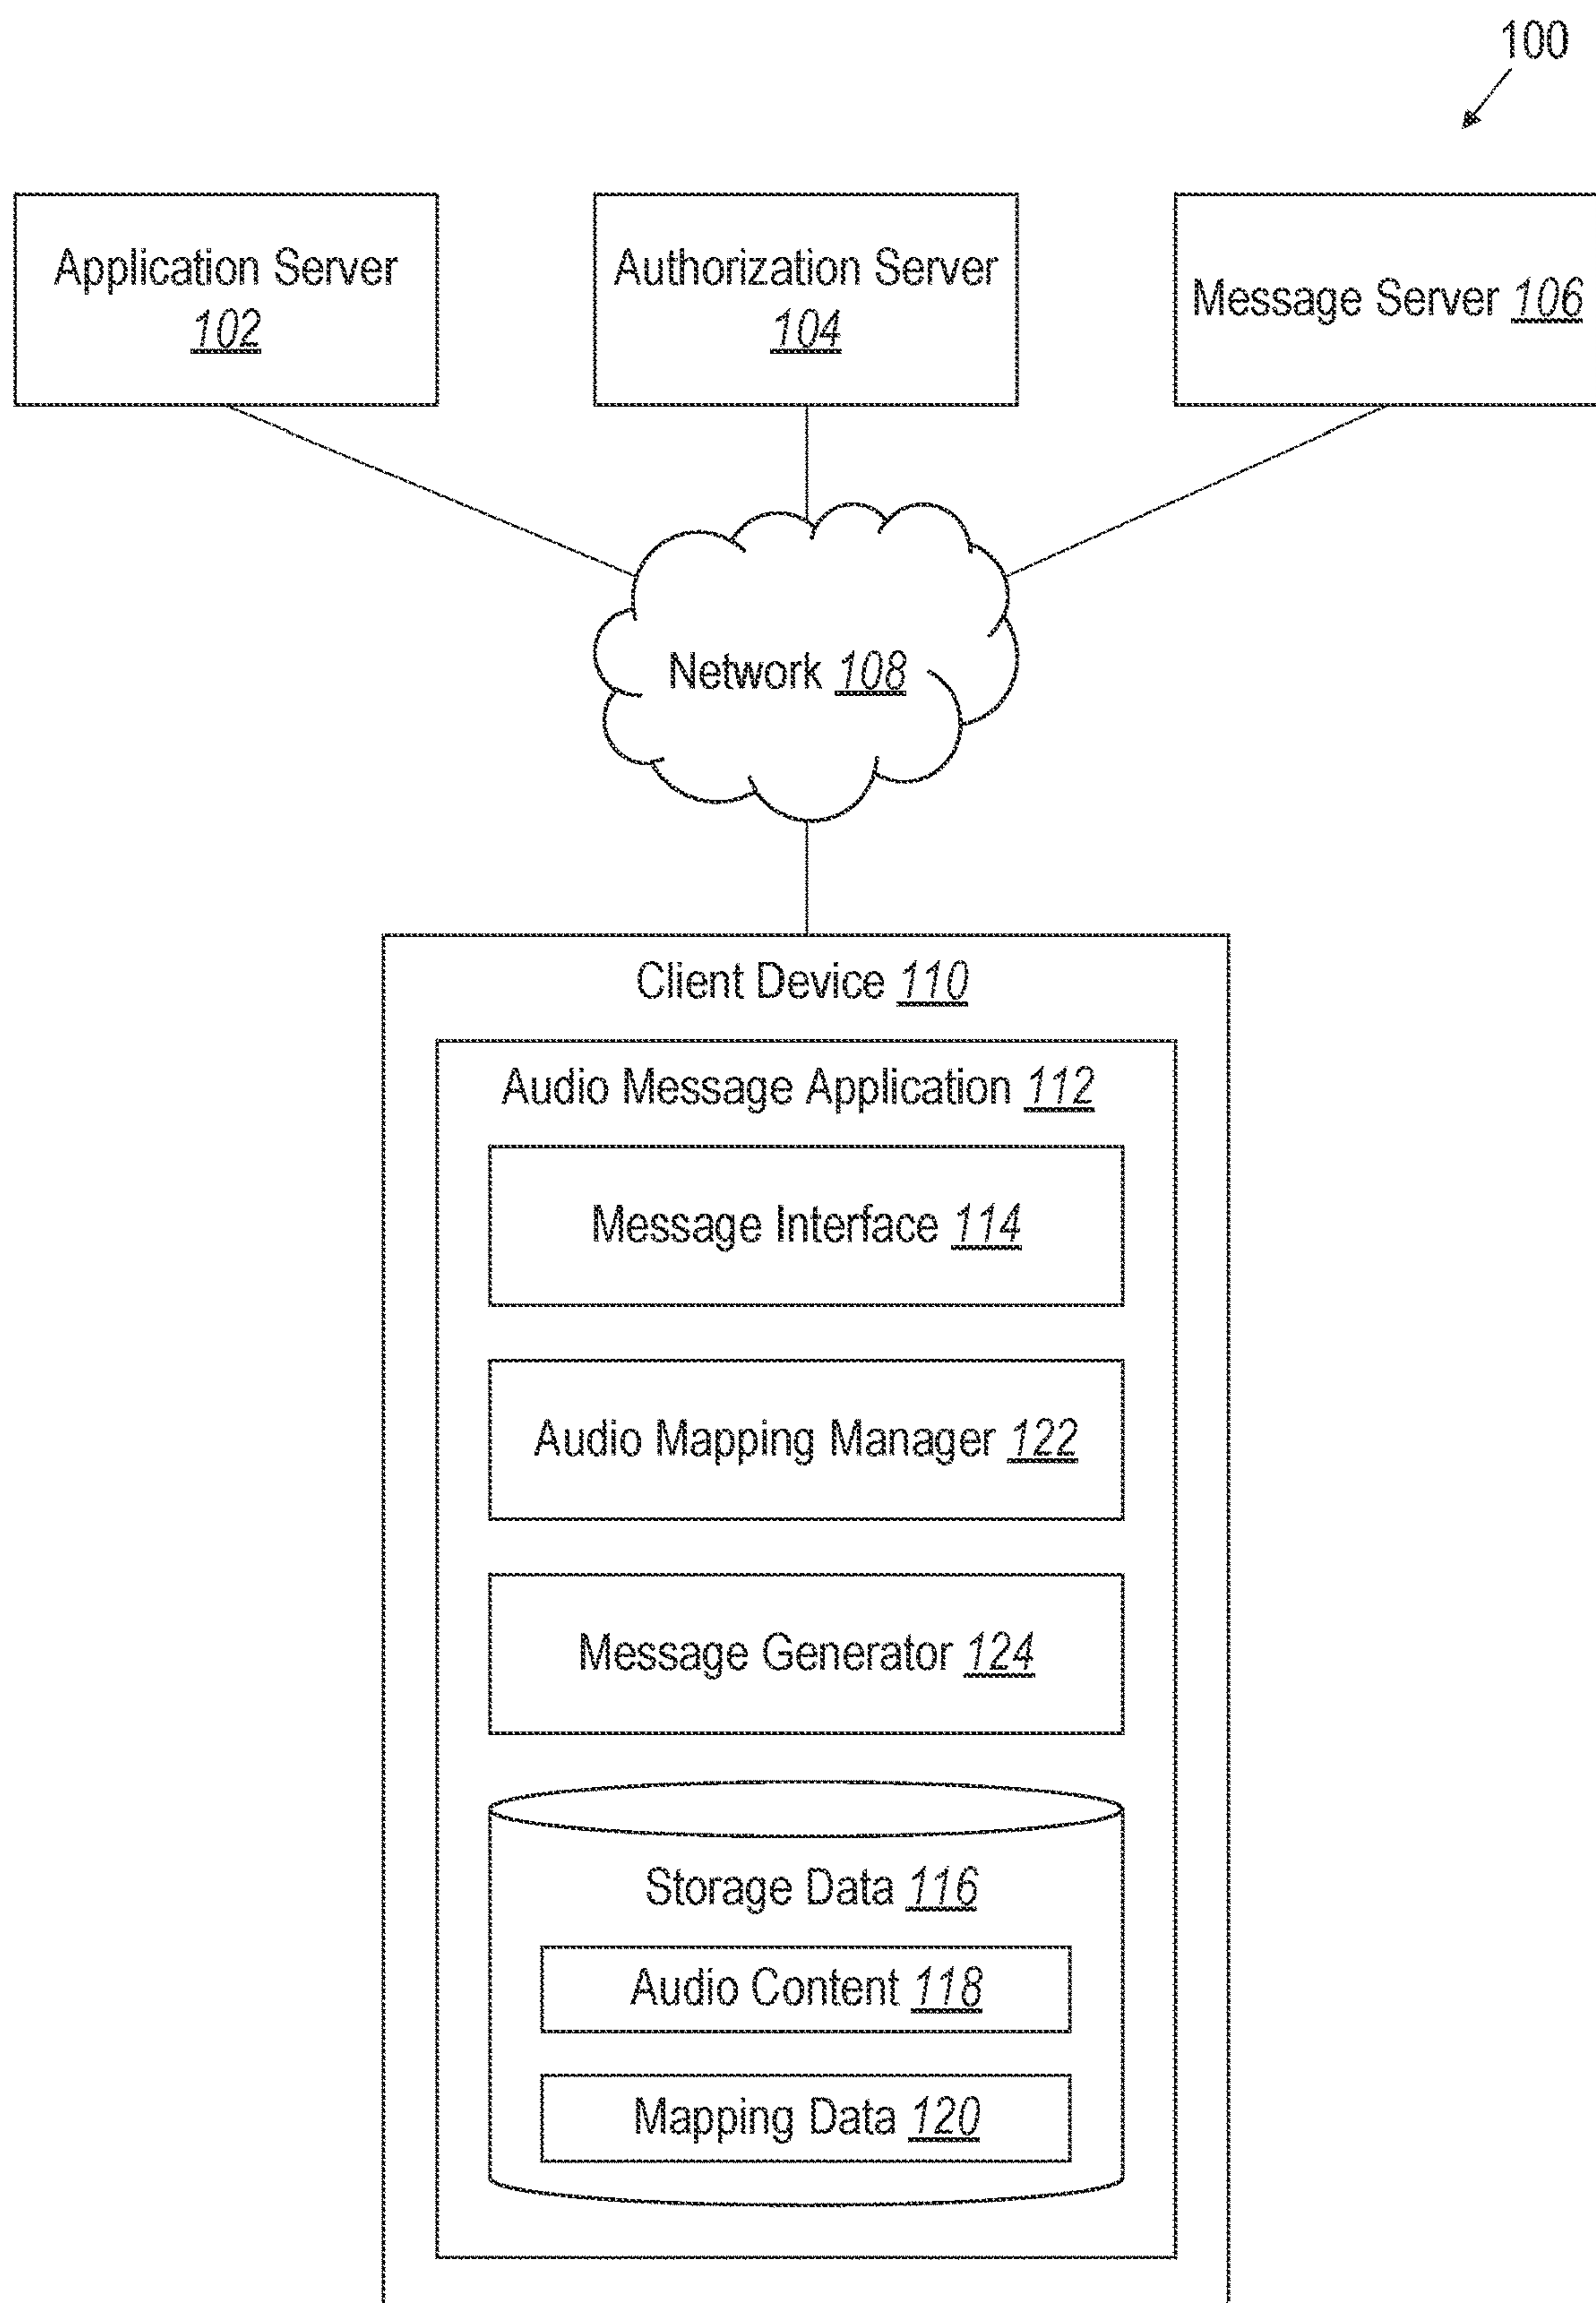 100
Application Server
102
Authorization Server
104
Message Server 106
Network 108
Client Device 110
Audio Message Application 112
Message Interface 114
Audio Mapping Manager 122
Message Generator 124
Storage Data 116
Audio Content 118
Mapping Data 120